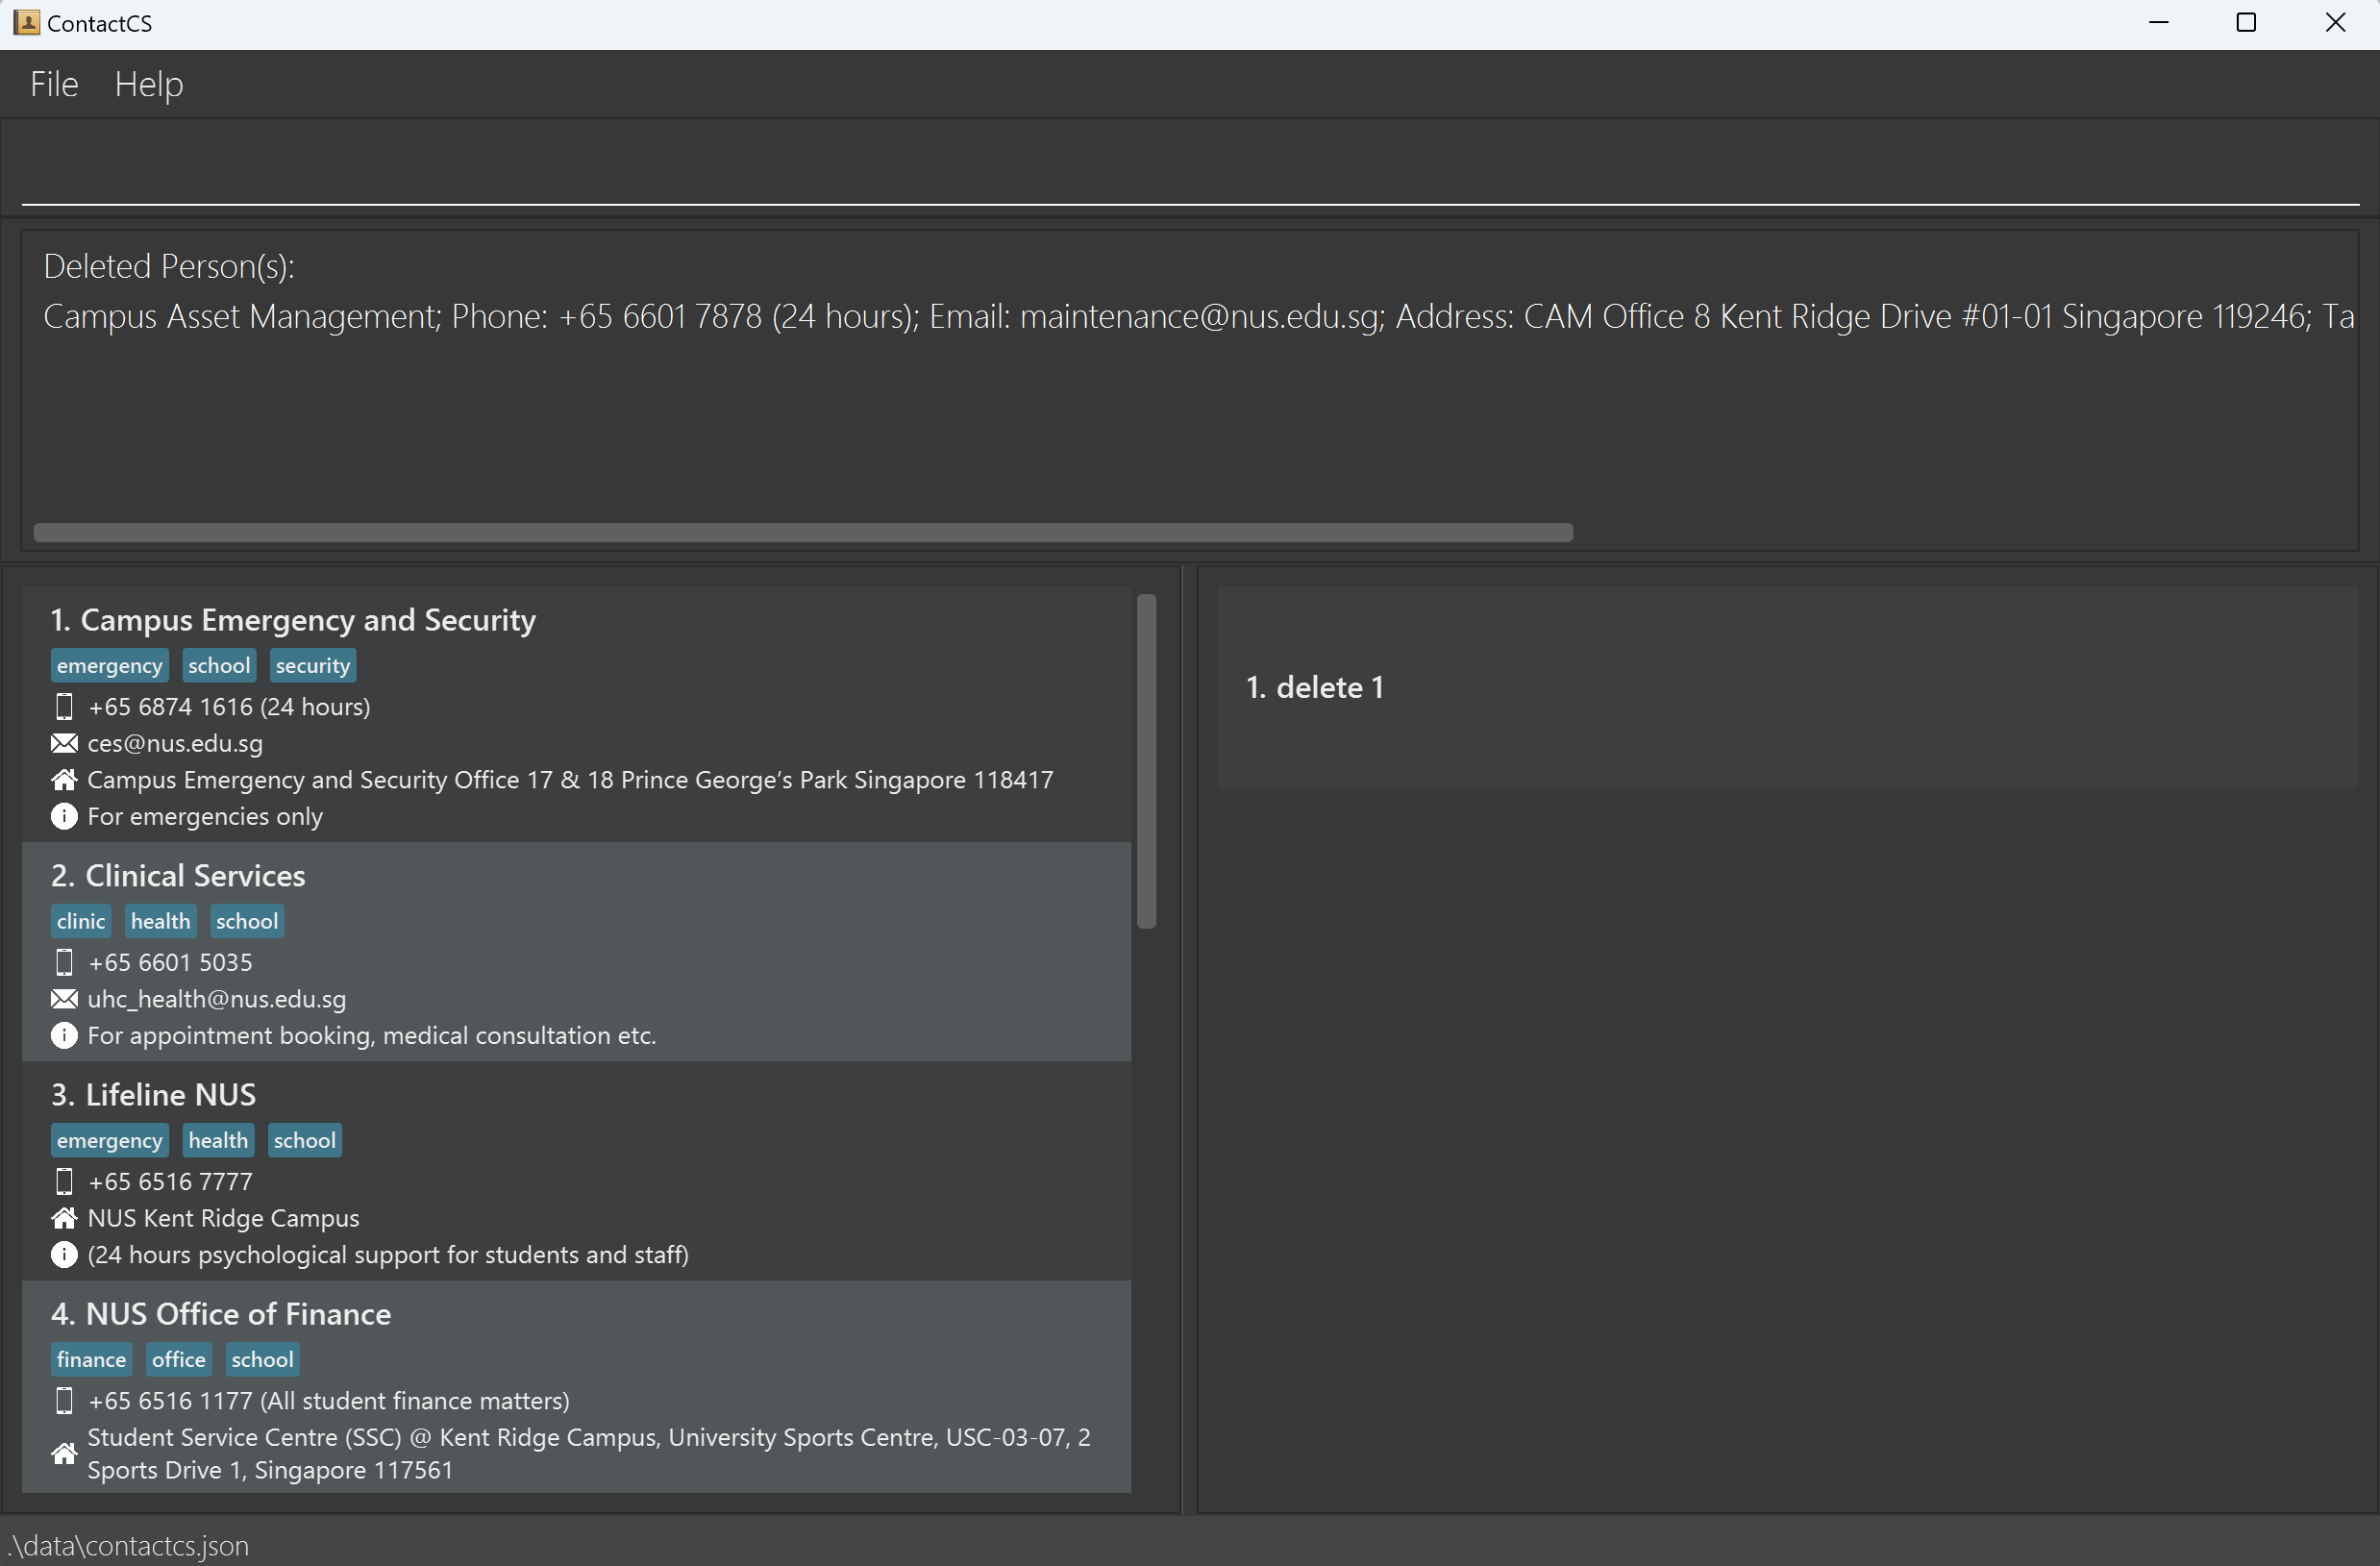 ContactCS
File Help
Deleted Person(s):
Campus Asset Management; Phone: +65 6601 7878 (24 hours); Email: maintenance@nus.edu.sg; Address: CAM Office 8 Kent Ridge Drive #01-01 Singapore 119246; Ta
1. Campus Emergency and Security
emergency school security
+65 6874 1616 (24 hours)
ces@nus.edu.sg
Campus Emergency and Security Office 17 & 18 Prince George’s Park Singapore 118417
For emergencies only
2. Clinical Services
clinic health school
+65 6601 5035
uhc_health@nus.edu.sg
For appointment booking, medical consultation etc.
3. Lifeline NUS
emergency health school
+65 6516 7777
NUS Kent Ridge Campus
(24 hours psychological support for students and staff)
4. NUS Office of Finance
finance office school
+65 6516 1177 (All student finance matters)
Student Service Centre (SSC) @ Kent Ridge Campus, University Sports Centre, USC-03-07, 2
Sports Drive 1, Singapore 117561
1. delete 1
.\data\contactcs.json